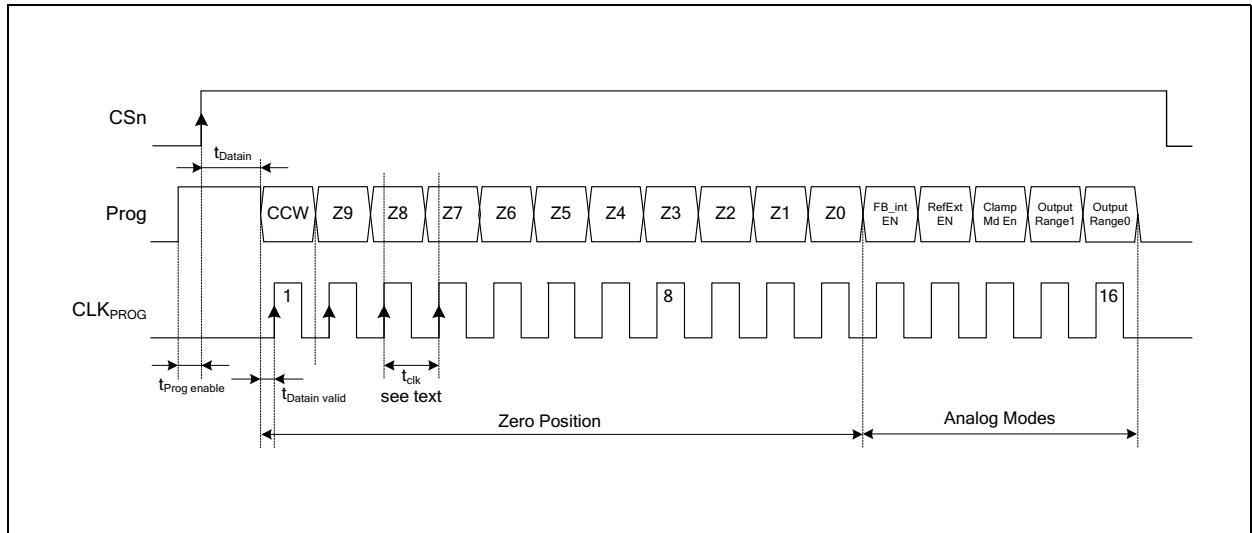 CSn
tDatain
Prog
CCW Z9 Z8 Z7 Z6 Z5 Z4 Z3 Z2 Z1 Z0
FB_int
EN
RefExt
EN
Clamp
Md En
Output
Range1
Output
Range0
CLKPROG
1
8
16
tProg enable
tDatain valid
tclk
see text
Zero Position
Analog Modes